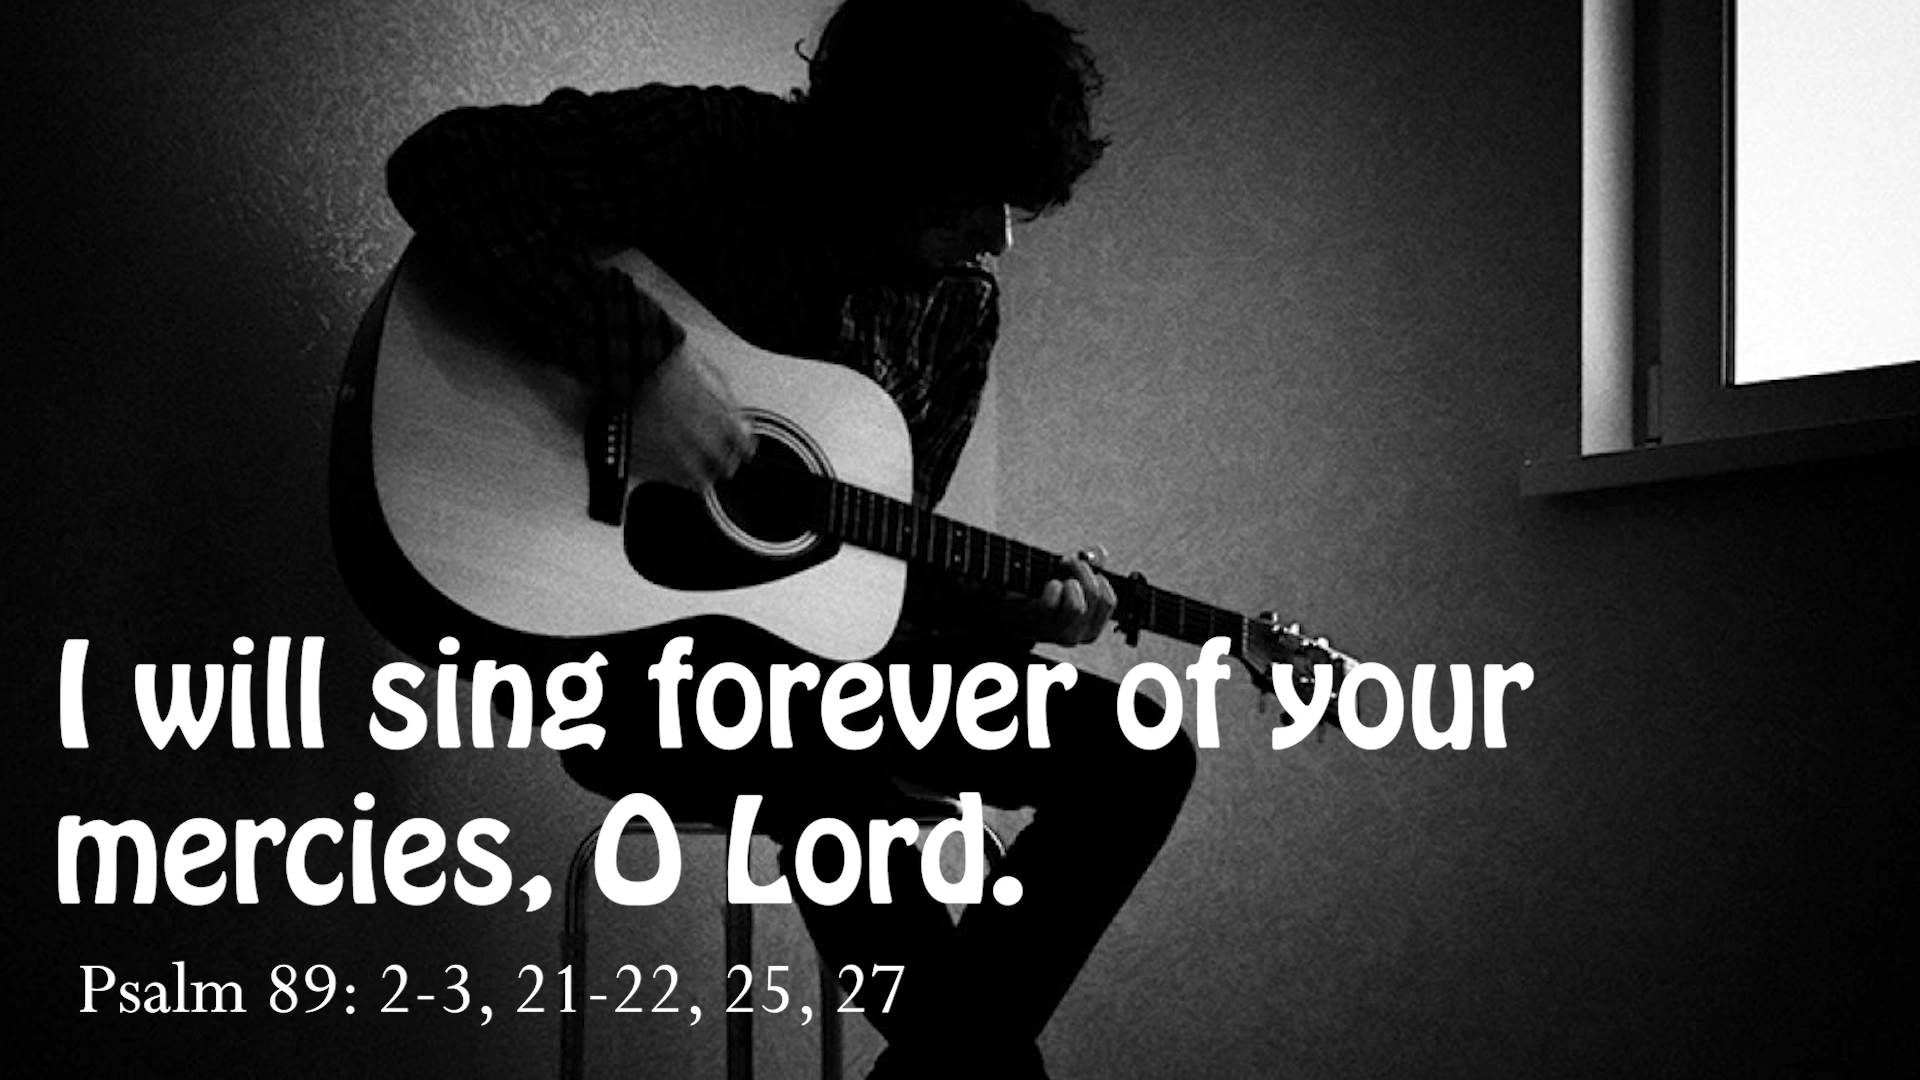 I will sing forever of your
mercies, O Lord.
Psalm 89: 2-3, 21-22, 25, 27